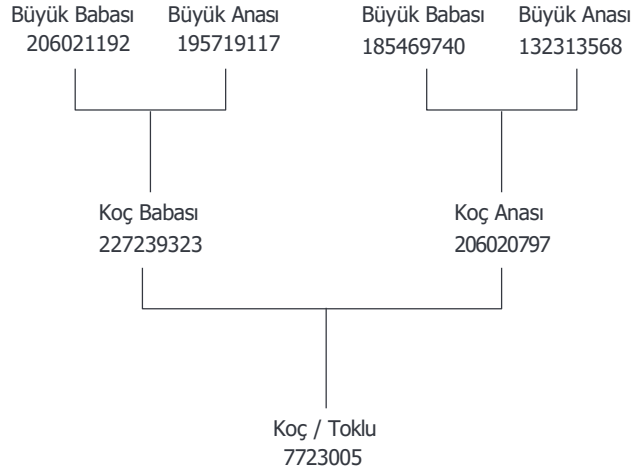 Büyük Babası Büyük Anası Büyük Babası Büyük Anası
206021192 195719117 185469740 132313568
Koç Babası Koç Anası
227239323 206020797
Koç / Toklu
7723005